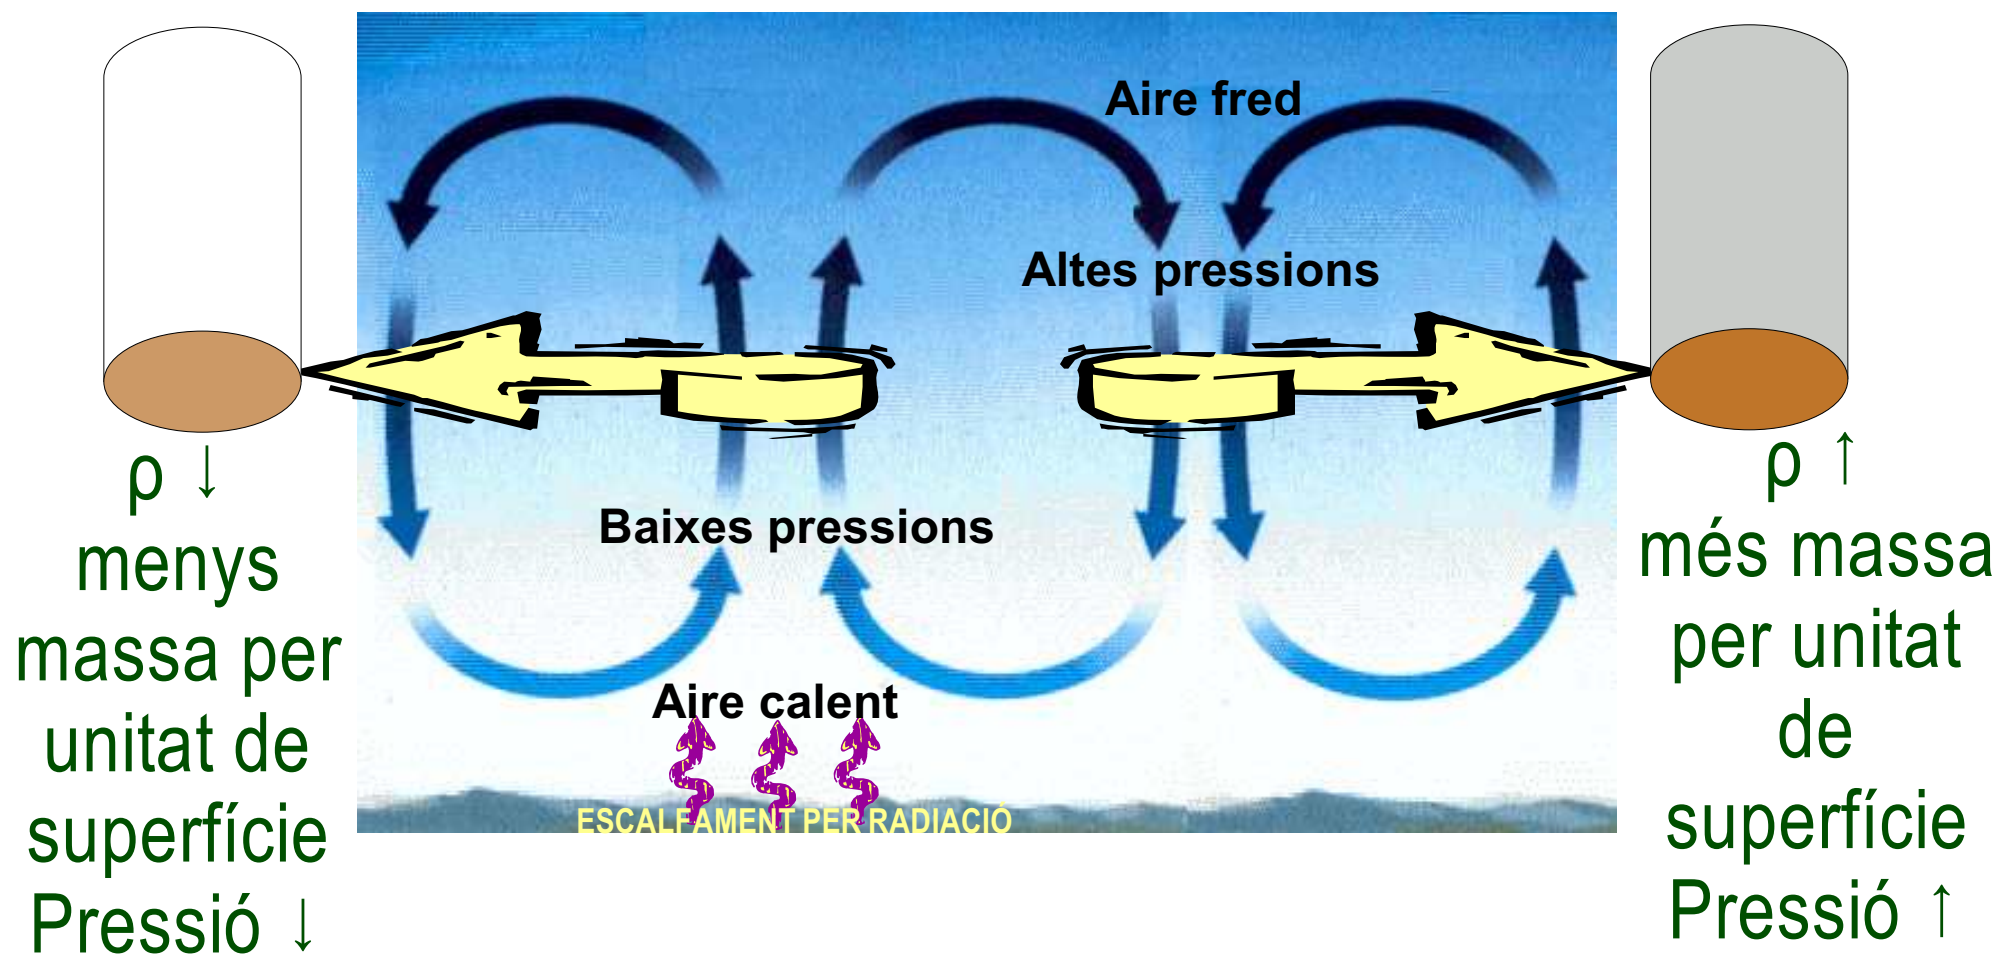 Aire fred
Altes pressions
Baixes pressions
Aire calent
ESCALFAMENT PER RADIACIÓ
ρ ↓
menys
massa per
unitat de
superfície
Pressió ↓
ρ ↑
més massa
per unitat
de
superfície
Pressió ↑